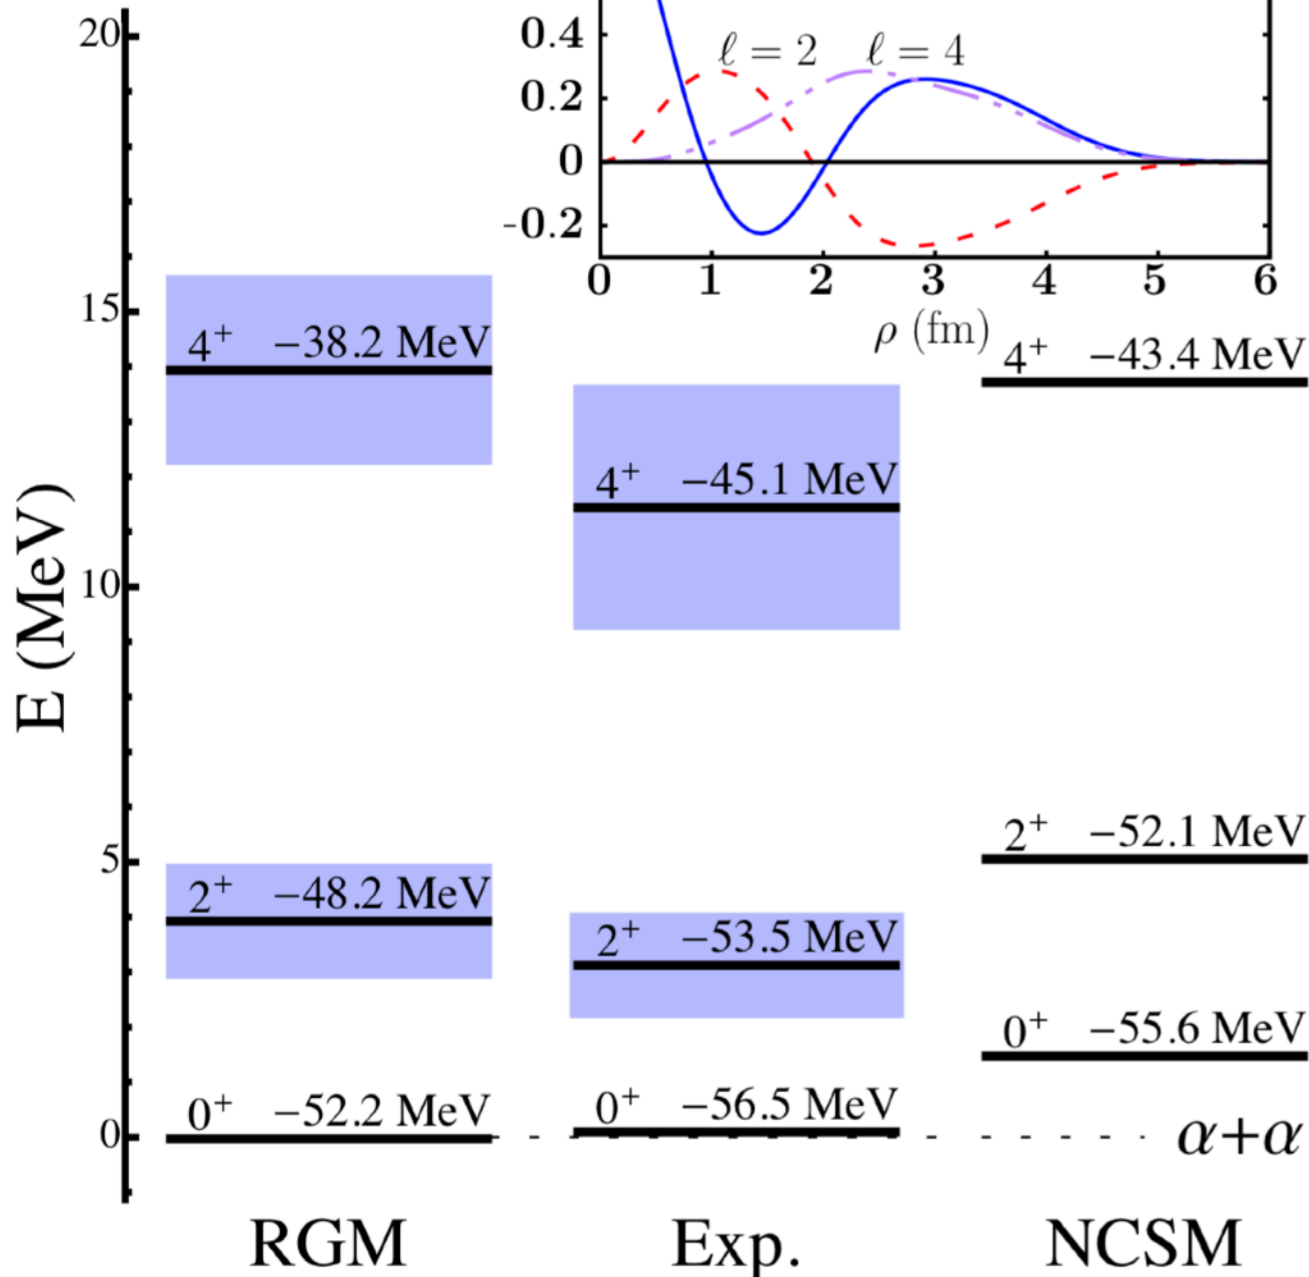 20
0.4
ℓ = 2 ℓ = 4
0.2
0
-0.2
0 1 2 3 4 5 6
ρ (fm)
15
4⁺ −38.2 MeV
4⁺ −43.4 MeV
4⁺ −45.1 MeV
10
E (MeV)
5
2⁺ −48.2 MeV
2⁺ −53.5 MeV
2⁺ −52.1 MeV
0⁺ −55.6 MeV
0⁺ −52.2 MeV
0⁺ −56.5 MeV
0
α+α
RGM Exp. NCSM